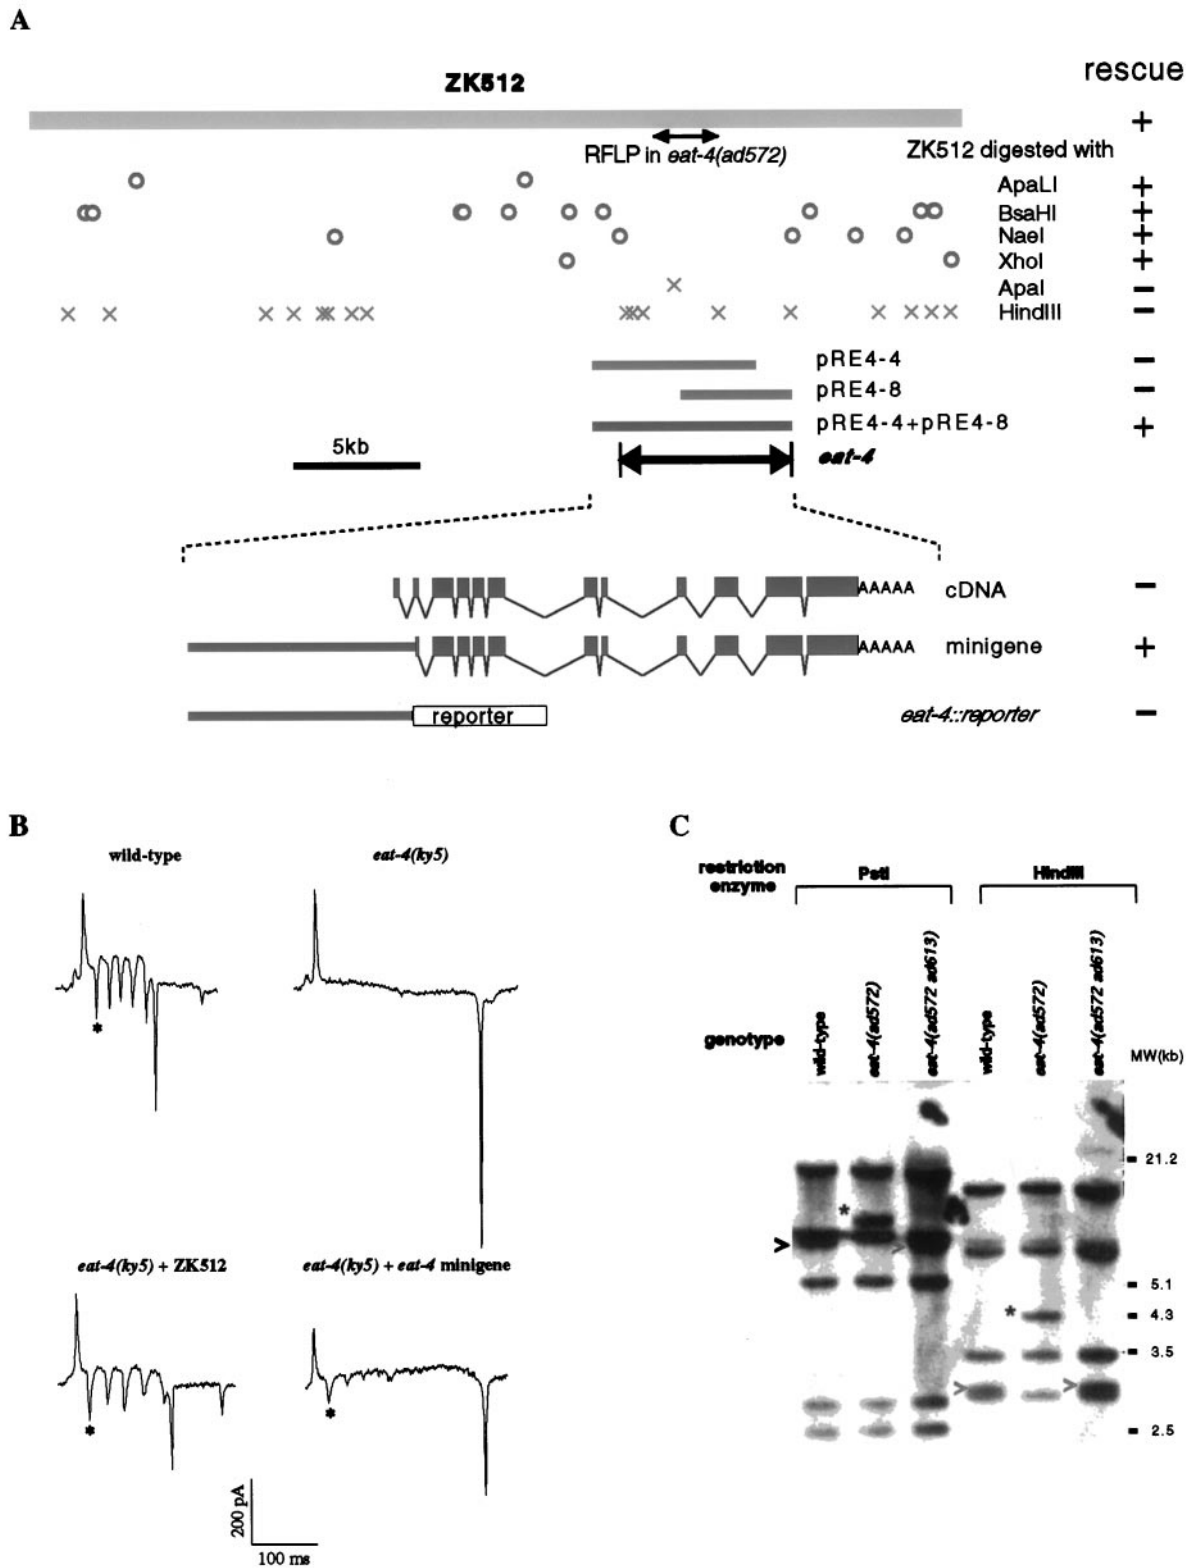 A
ZK512
rescue
+
RFLP in eat-4(ad572)
ZK512 digested with
ApaLI +
BsaHI +
NaeI +
XhoI +
ApaI −
HindIII −
pRE4-4 −
pRE4-8 −
pRE4-4+pRE4-8 +
5kb
eat-4
AAAAA cDNA −
AAAAA minigene +
reporter eat-4::reporter −
B
wild-type
eat-4(ky5)
*
eat-4(ky5) + ZK512
eat-4(ky5) + eat-4 minigene
*
*
200 pA
100 ms
C
restriction enzyme
PstI
HindIII
genotype
wild-type
eat-4(ad572)
eat-4(ad572 ad613)
wild-type
eat-4(ad572)
eat-4(ad572 ad613)
MW(kb)
21.2
*
>
>
5.1
*
4.3
3.5
>
>
2.5